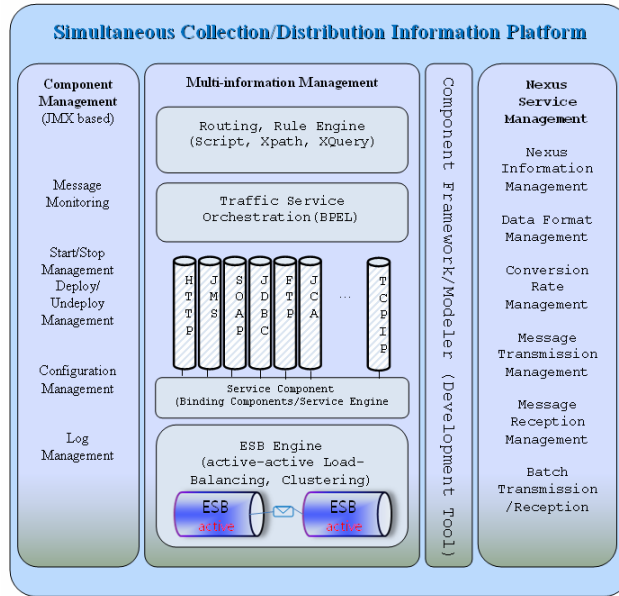 Simultaneous Collection/Distribution Information Platform
Component
Management
(JMX based)
Message
Monitoring
Start/Stop
Management
Deploy/
Undeploy
Management
Configuration
Management
Log
Management
Multi-information Management
Routing, Rule Engine
(Script, Xpath, XQuery)
Traffic Service
Orchestration(BPEL)
HTTP
JMS
SOAP
JDBC
FTP
JCA
...
TCPIP
Service Component
(Binding Components/Service Engine
ESB Engine
(active-active Load-
Balancing, Clustering)
ESB
active
ESB
active
Component Framework/Modeler (Development Tool)
Nexus
Service
Management
Nexus
Information
Management
Data Format
Management
Conversion
Rate
Management
Message
Transmission
Management
Message
Reception
Management
Batch
Transmission
/Reception